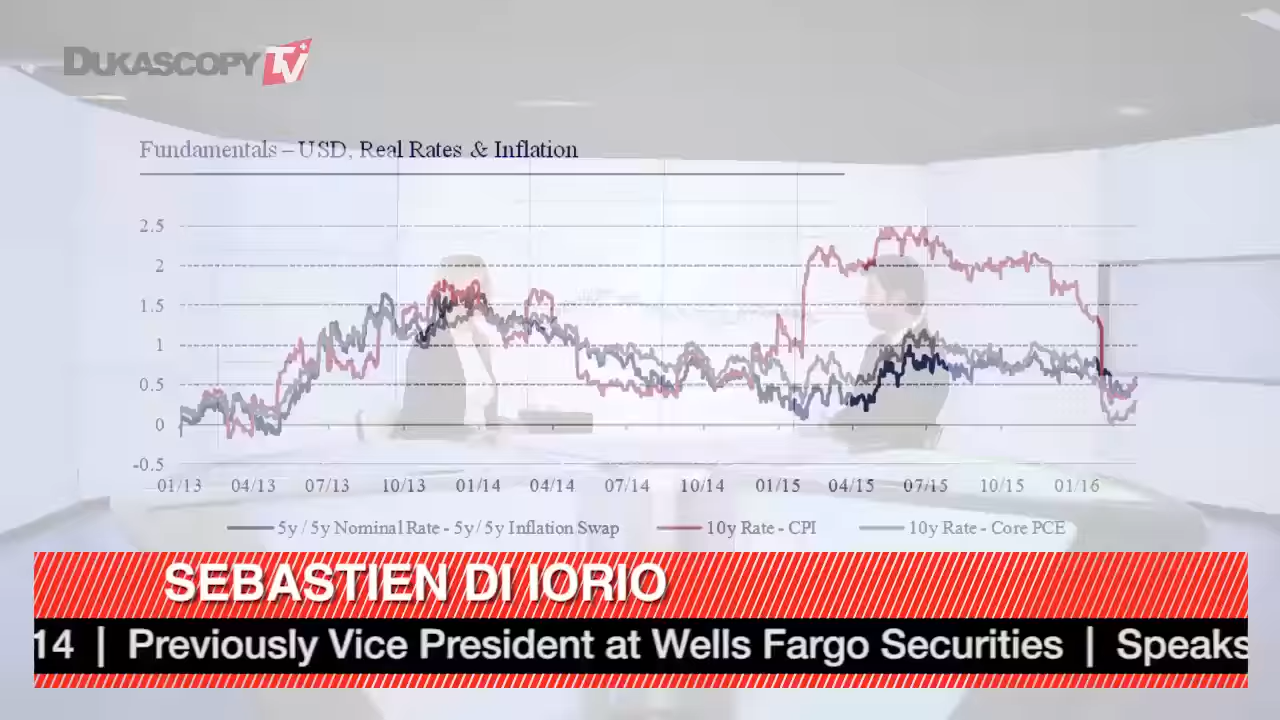 DUKASCOPY TV
Fundamentals – USD, Real Rates & Inflation
2.5
2
1.5
1
0.5
0
-0.5
01/13 04/13 07/13 10/13 01/14 04/14 07/14 10/14 01/15 04/15 07/15 10/15 01/16
5y / 5y Nominal Rate - 5y / 5y Inflation Swap 10y Rate - CPI 10y Rate - Core PCE
SEBASTIEN DI IORIO
14 | Previously Vice President at Wells Fargo Securities | Speaks